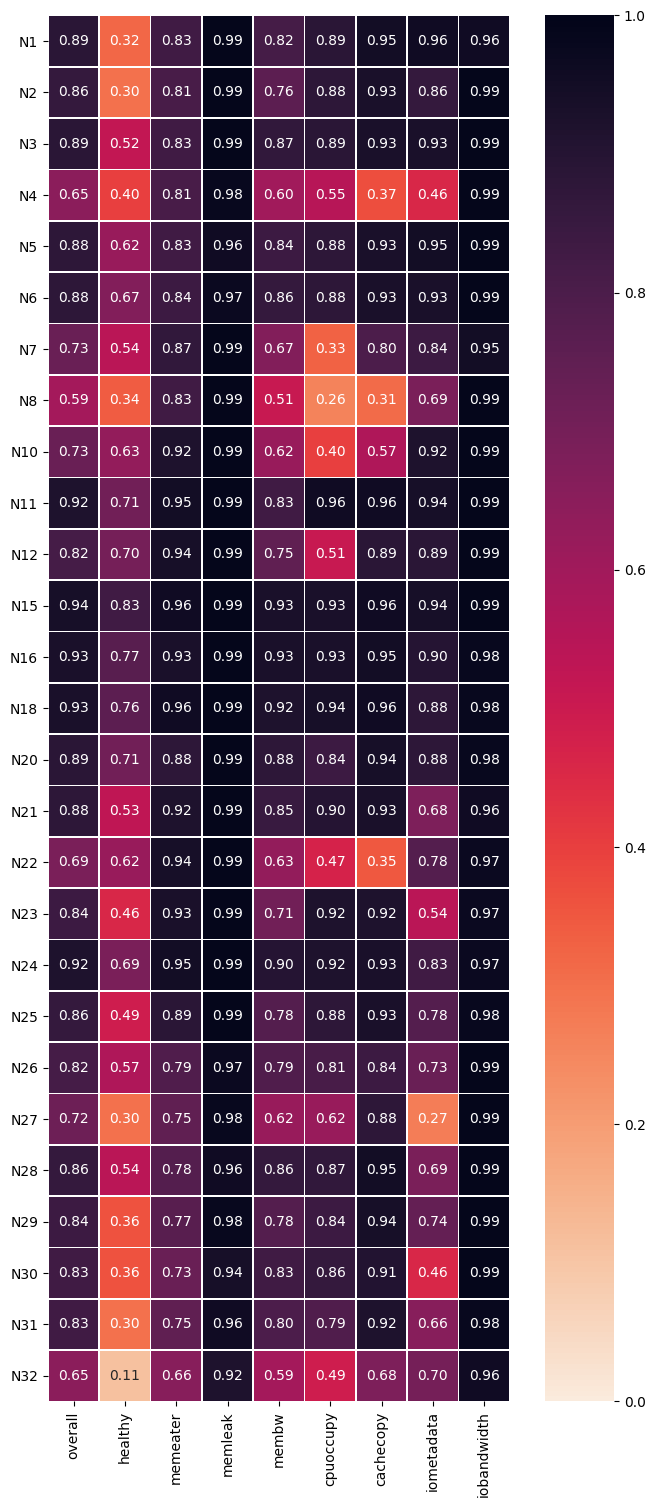 N1 0.89 0.32 0.83 0.99 0.82 0.89 0.95 0.96 0.96
N2 0.86 0.30 0.81 0.99 0.76 0.88 0.93 0.86 0.99
N3 0.89 0.52 0.83 0.99 0.87 0.89 0.93 0.93 0.99
N4 0.65 0.40 0.81 0.98 0.60 0.55 0.37 0.46 0.99
N5 0.88 0.62 0.83 0.96 0.84 0.88 0.93 0.95 0.99
N6 0.88 0.67 0.84 0.97 0.86 0.88 0.93 0.93 0.99
N7 0.73 0.54 0.87 0.99 0.67 0.33 0.80 0.84 0.95
N8 0.59 0.34 0.83 0.99 0.51 0.26 0.31 0.69 0.99
N10 0.73 0.63 0.92 0.99 0.62 0.40 0.57 0.92 0.99
N11 0.92 0.71 0.95 0.99 0.83 0.96 0.96 0.94 0.99
N12 0.82 0.70 0.94 0.99 0.75 0.51 0.89 0.89 0.99
N15 0.94 0.83 0.96 0.99 0.93 0.93 0.96 0.94 0.99
N16 0.93 0.77 0.93 0.99 0.93 0.93 0.95 0.90 0.98
N18 0.93 0.76 0.96 0.99 0.92 0.94 0.96 0.88 0.98
N20 0.89 0.71 0.88 0.99 0.88 0.84 0.94 0.88 0.98
N21 0.88 0.53 0.92 0.99 0.85 0.90 0.93 0.68 0.96
N22 0.69 0.62 0.94 0.99 0.63 0.47 0.35 0.78 0.97
N23 0.84 0.46 0.93 0.99 0.71 0.92 0.92 0.54 0.97
N24 0.92 0.69 0.95 0.99 0.90 0.92 0.93 0.83 0.97
N25 0.86 0.49 0.89 0.99 0.78 0.88 0.93 0.78 0.98
N26 0.82 0.57 0.79 0.97 0.79 0.81 0.84 0.73 0.99
N27 0.72 0.30 0.75 0.98 0.62 0.62 0.88 0.27 0.99
N28 0.86 0.54 0.78 0.96 0.86 0.87 0.95 0.69 0.99
N29 0.84 0.36 0.77 0.98 0.78 0.84 0.94 0.74 0.99
N30 0.83 0.36 0.73 0.94 0.83 0.86 0.91 0.46 0.99
N31 0.83 0.30 0.75 0.96 0.80 0.79 0.92 0.66 0.98
N32 0.65 0.11 0.66 0.92 0.59 0.49 0.68 0.70 0.96
overall healthy memeater memleak membw cpuoccupy cachecopy iometadata iobandwidth
1.0
0.8
0.6
0.4
0.2
0.0